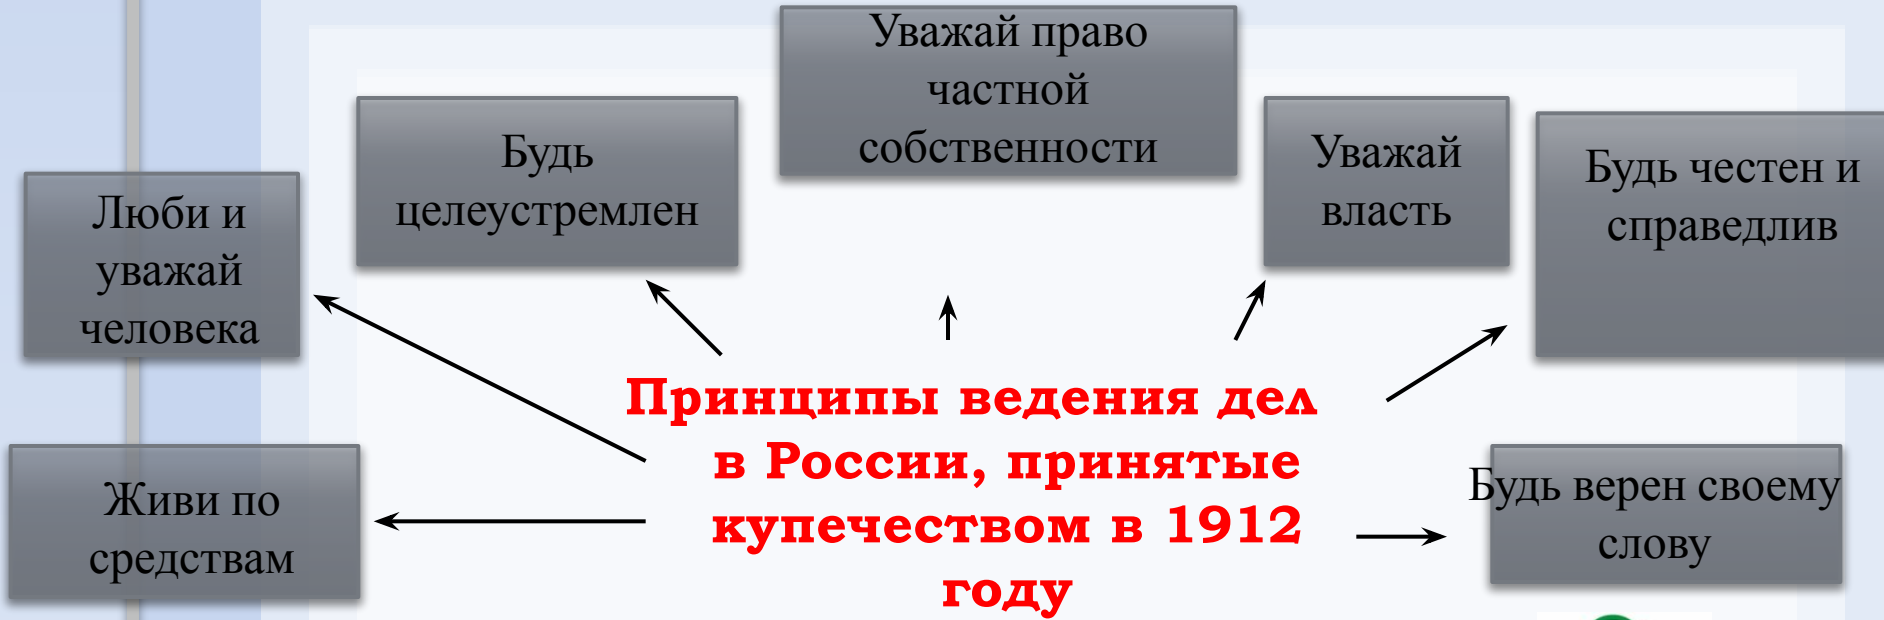 Уважай право
частной
собственности
Будь
целеустремлен
Уважай
власть
Будь честен и
справедлив
Люби и
уважай
человека
Принципы ведения дел
в России, принятые
купечеством в 1912
году
Живи по
средствам
Будь верен своему
слову